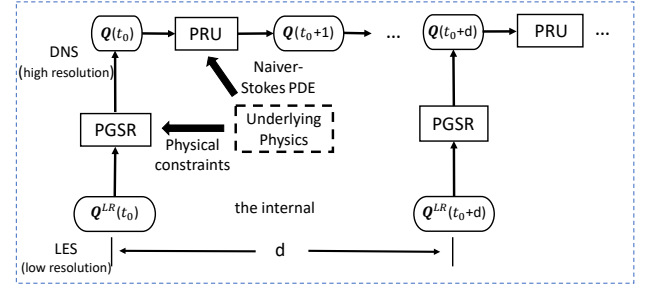 Q(t₀) PRU Q(t₀+1) ... Q(t₀+d) PRU ...
DNS
(high resolution)
Naiver-
Stokes PDE
PGSR
Underlying
Physics
Physical
constraints
PGSR
Q^{LR}(t₀) the internal Q^{LR}(t₀+d)
LES
(low resolution)
d